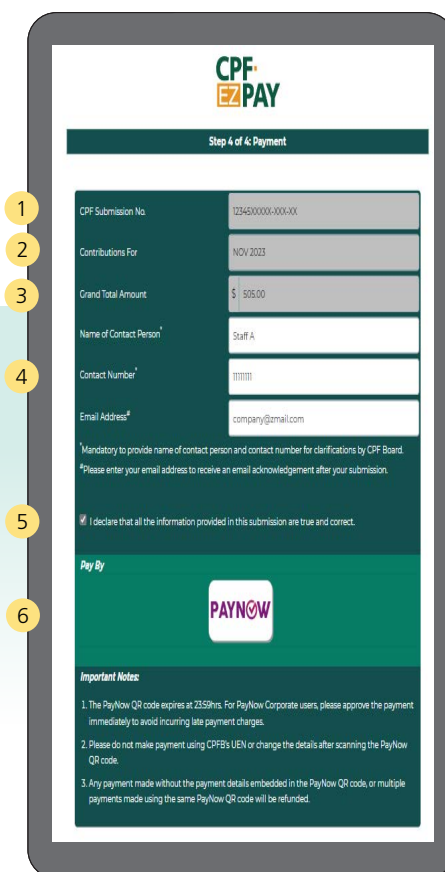 CPF
EZ PAY
Step 4 of 4: Payment
1 CPF Submission No. 12345XXXXX-XXX-XX
2 Contributions For NOV 2023
3 Grand Total Amount $ 505.00
Name of Contact Person* Staff A
4 Contact Number* 11111111
Email Address# company@zmail.com
*Mandatory to provide name of contact person and contact number for clarifications by CPF Board.
#Please enter your email address to receive an email acknowledgement after your submission.
5 I declare that all the information provided in this submission are true and correct.
Pay By
6 PAYNOW
Important Notes:
1. The PayNow QR code expires at 23:59hrs. For PayNow Corporate users, please approve the payment
immediately to avoid incurring late payment charges.
2. Please do not make payment using CPFB's UEN or change the details after scanning the PayNow
QR code.
3. Any payment made without the payment details embedded in the PayNow QR code, or multiple
payments made using the same PayNow QR code will be refunded.